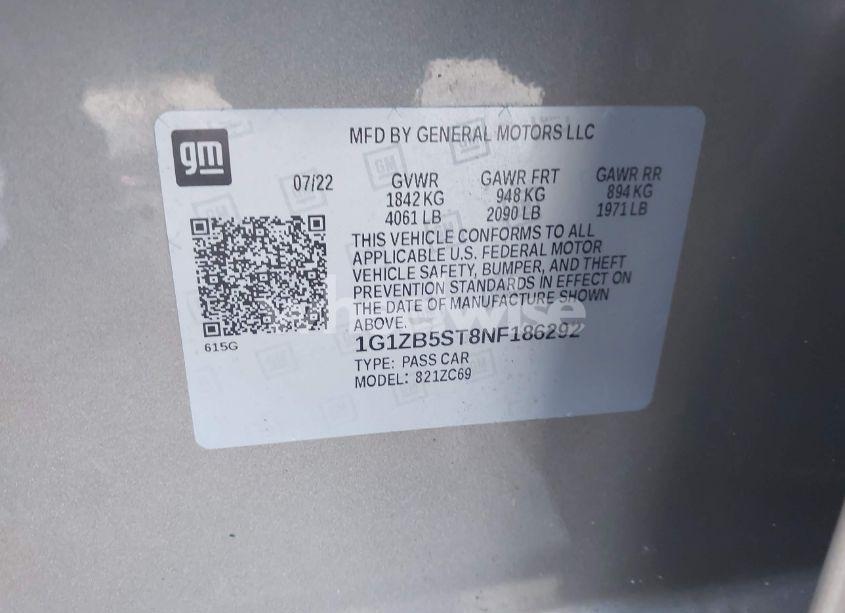 MFD BY GENERAL MOTORS LLC
gm
07/22 GVWR GAWR FRT GAWR RR
1842 KG 948 KG 894 KG
4061 LB 2090 LB 1971 LB
THIS VEHICLE CONFORMS TO ALL
APPLICABLE U.S. FEDERAL MOTOR
VEHICLE SAFETY, BUMPER, AND THEFT
PREVENTION STANDARDS IN EFFECT ON
THE DATE OF MANUFACTURE SHOWN
ABOVE.
615G
1G1ZB5ST8NF186292
TYPE: PASS CAR
MODEL: 821ZC69